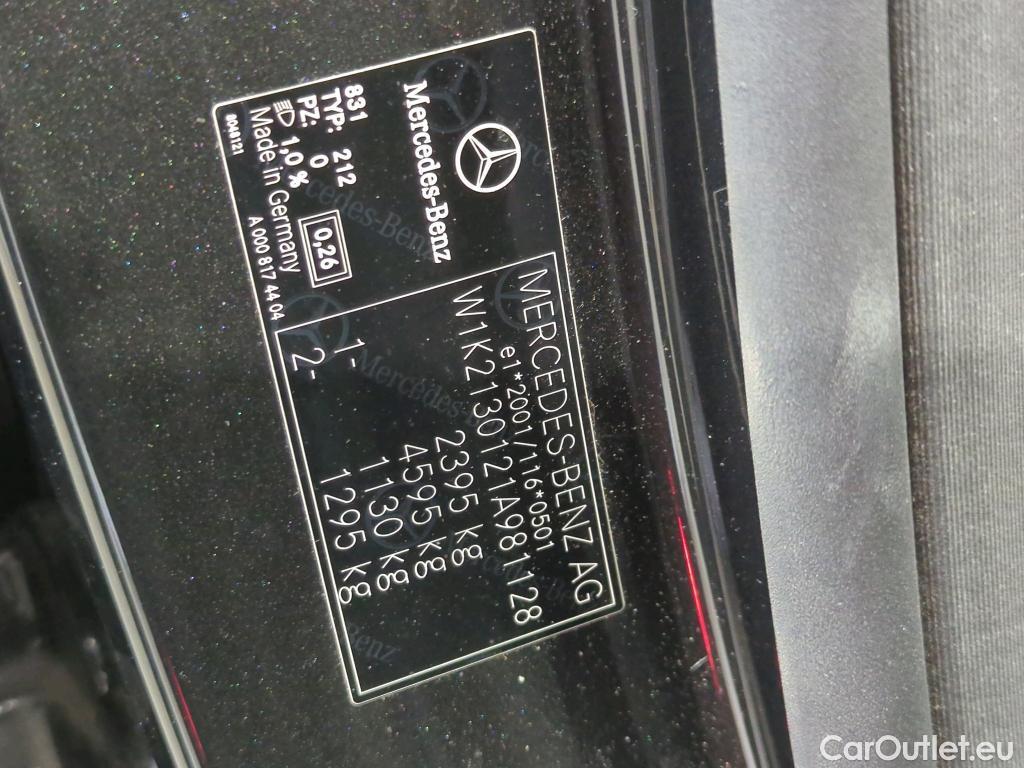 MERCEDES-BENZ AG
e1*2001/116*0501
W1K2130121A981128
2395 kg
4595 kg
1- 1130 kg
2- 1295 kg
Mercedes-Benz
831
TYP: 212
PZ: 0
1,0 %
0,26
Made in Germany
A 000 817 44 04
8048121
CarOutlet.eu